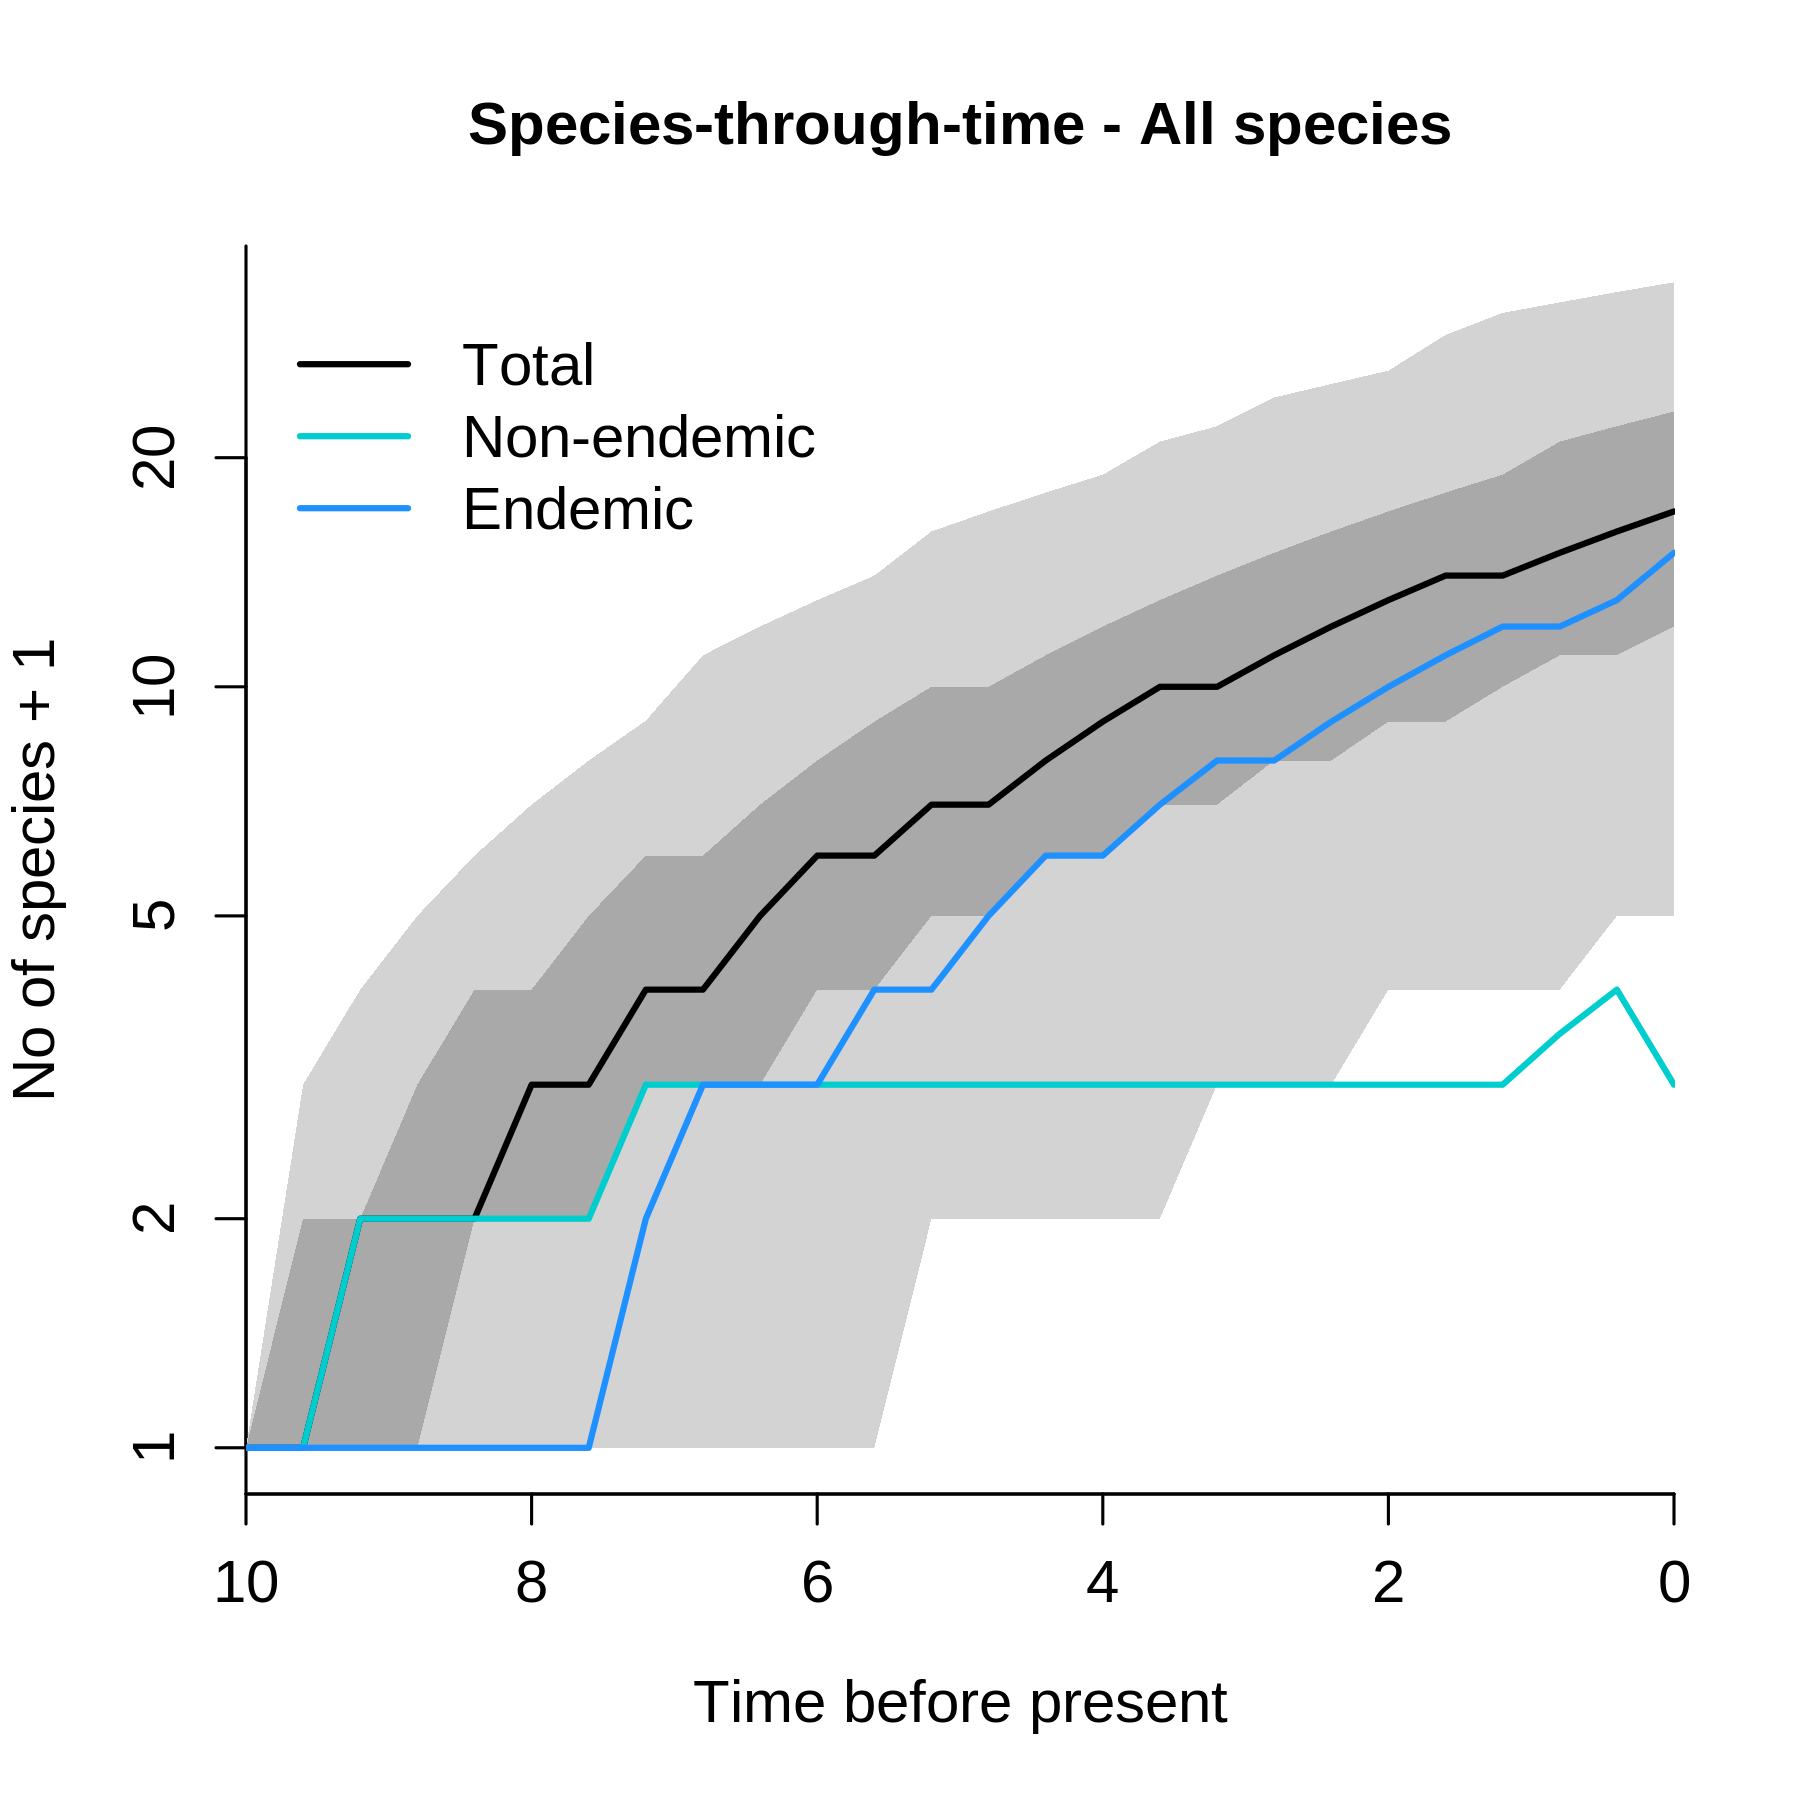 Species-through-time - All species
Total
Non-endemic
Endemic
No of species + 1
20
10
5
2
1
10 8 6 4 2 0
Time before present